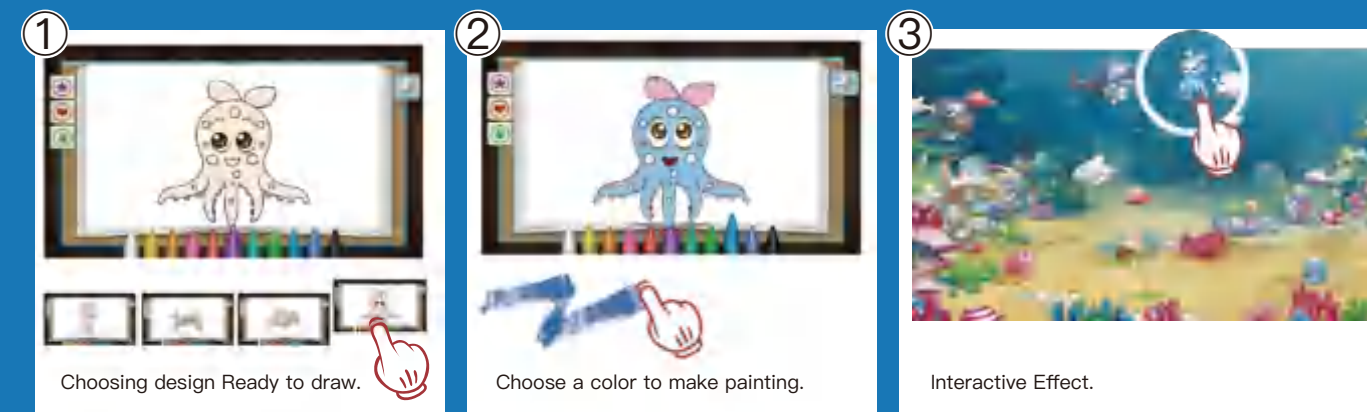 ①
②
③
Choosing design Ready to draw.
Choose a color to make painting.
Interactive Effect.